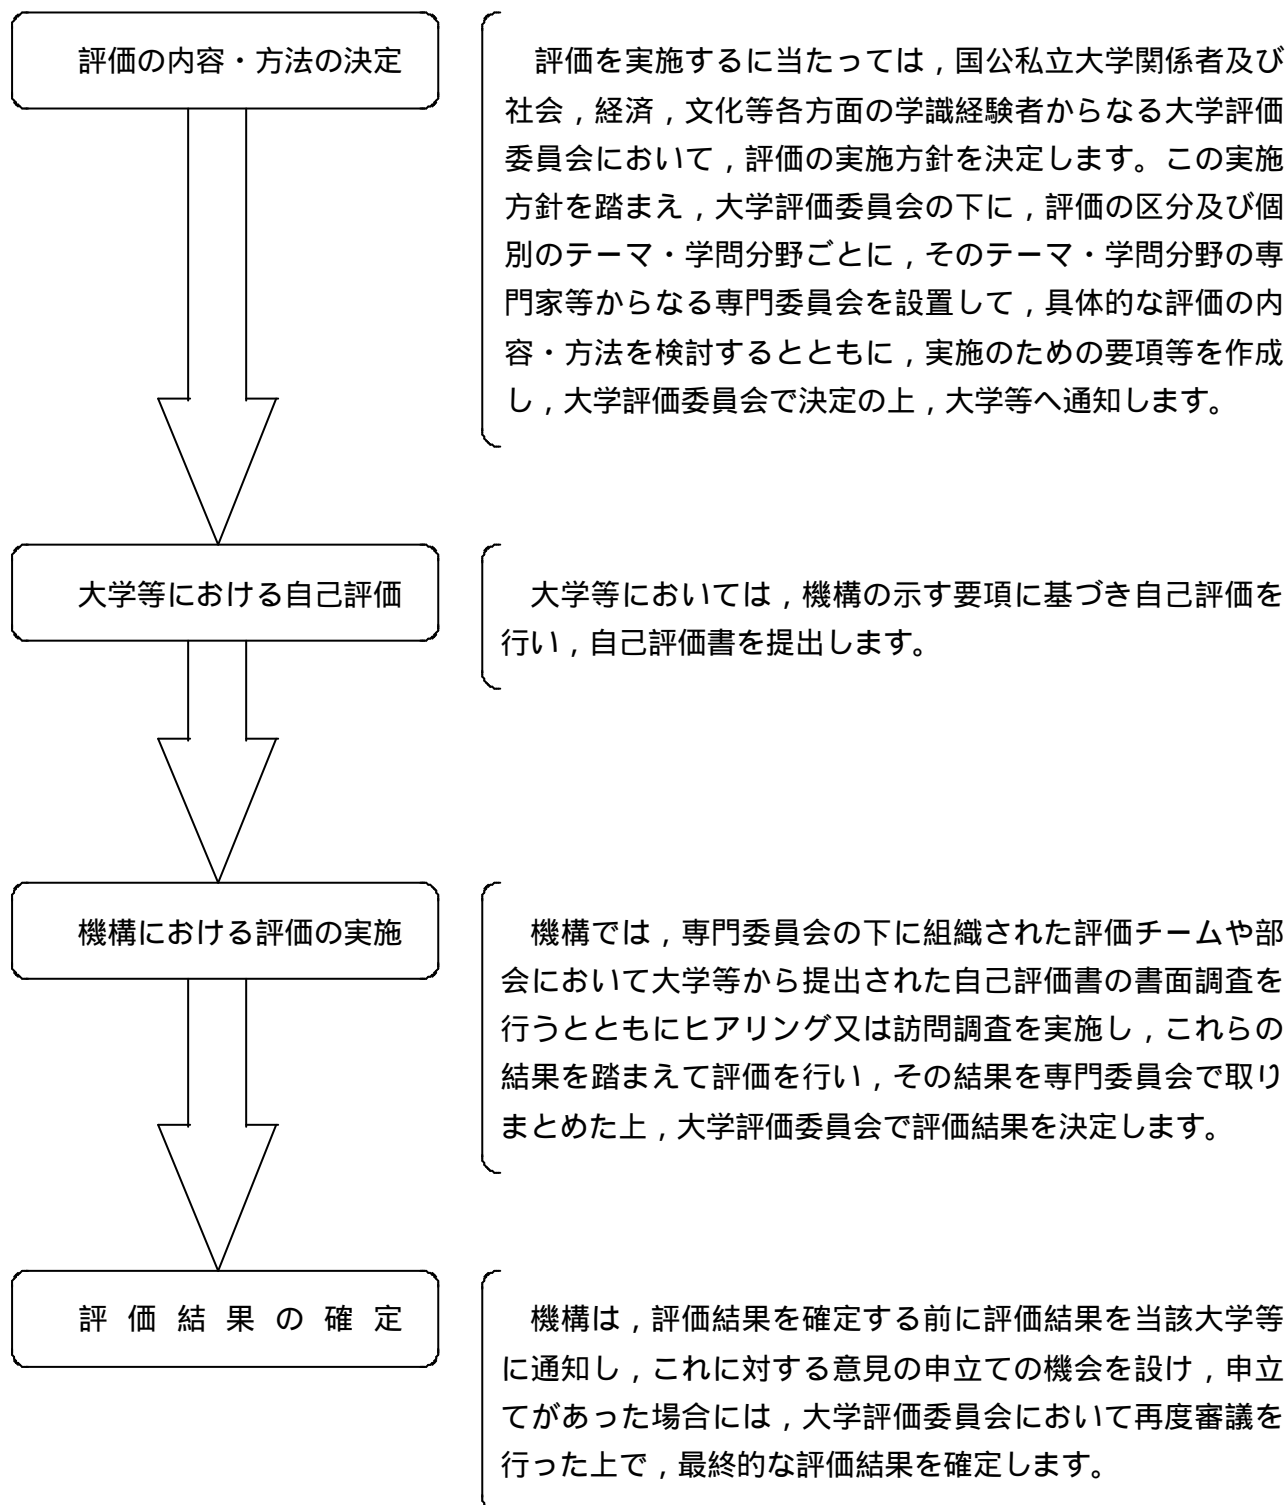 評価の内容・方法の決定
評価を実施するに当たっては，国公私立大学関係者及び
社会，経済，文化等各方面の学識経験者からなる大学評価
委員会において，評価の実施方針を決定します。この実施
方針を踏まえ，大学評価委員会の下に，評価の区分及び個
別のテーマ・学問分野ごとに，そのテーマ・学問分野の専
門家等からなる専門委員会を設置して，具体的な評価の内
容・方法を検討するとともに，実施のための要項等を作成
し，大学評価委員会で決定の上，大学等へ通知します。
大学等における自己評価
大学等においては，機構の示す要項に基づき自己評価を
行い，自己評価書を提出します。
機構における評価の実施
機構では，専門委員会の下に組織された評価チームや部
会において大学等から提出された自己評価書の書面調査を
行うとともにヒアリング又は訪問調査を実施し，これらの
結果を踏まえて評価を行い，その結果を専門委員会で取り
まとめた上，大学評価委員会で評価結果を決定します。
評価結果の確定
機構は，評価結果を確定する前に評価結果を当該大学等
に通知し，これに対する意見の申立ての機会を設け，申立
てがあった場合には，大学評価委員会において再度審議を
行った上で，最終的な評価結果を確定します。